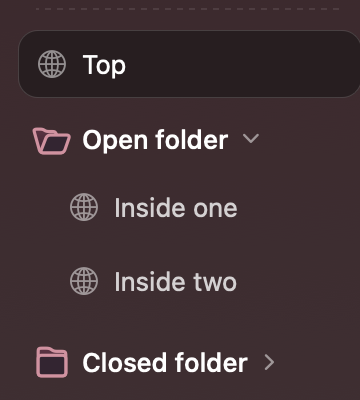 Top
Open folder
Inside one
Inside two
Closed folder